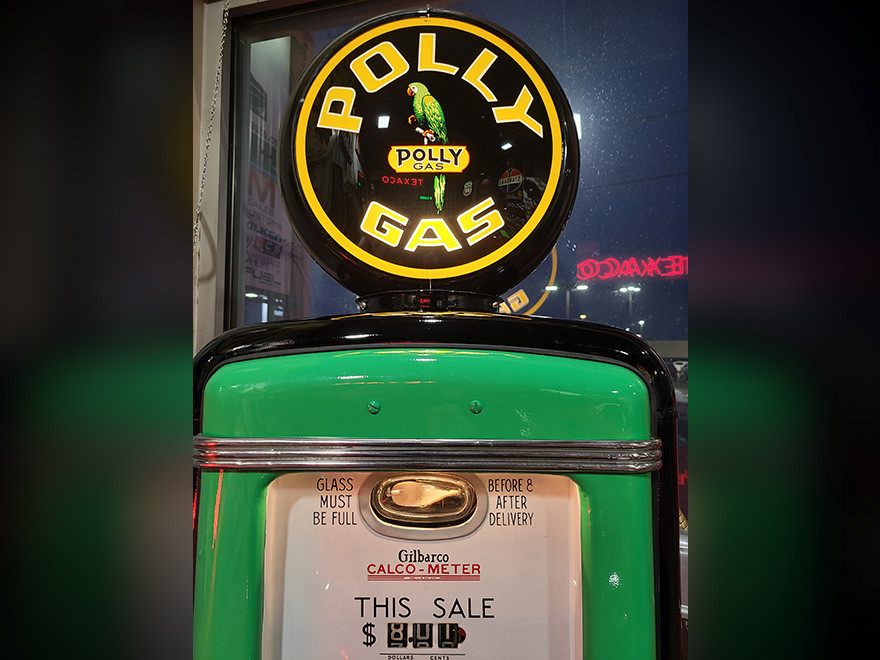 POLLY
POLLY
GAS
TEXACO
GAS
TEXACO
FUEL
GLASS
MUST
BE FULL
BEFORE &
AFTER
DELIVERY
Gilbarco
CALCO-METER
THIS SALE
$
DOLLARS CENTS